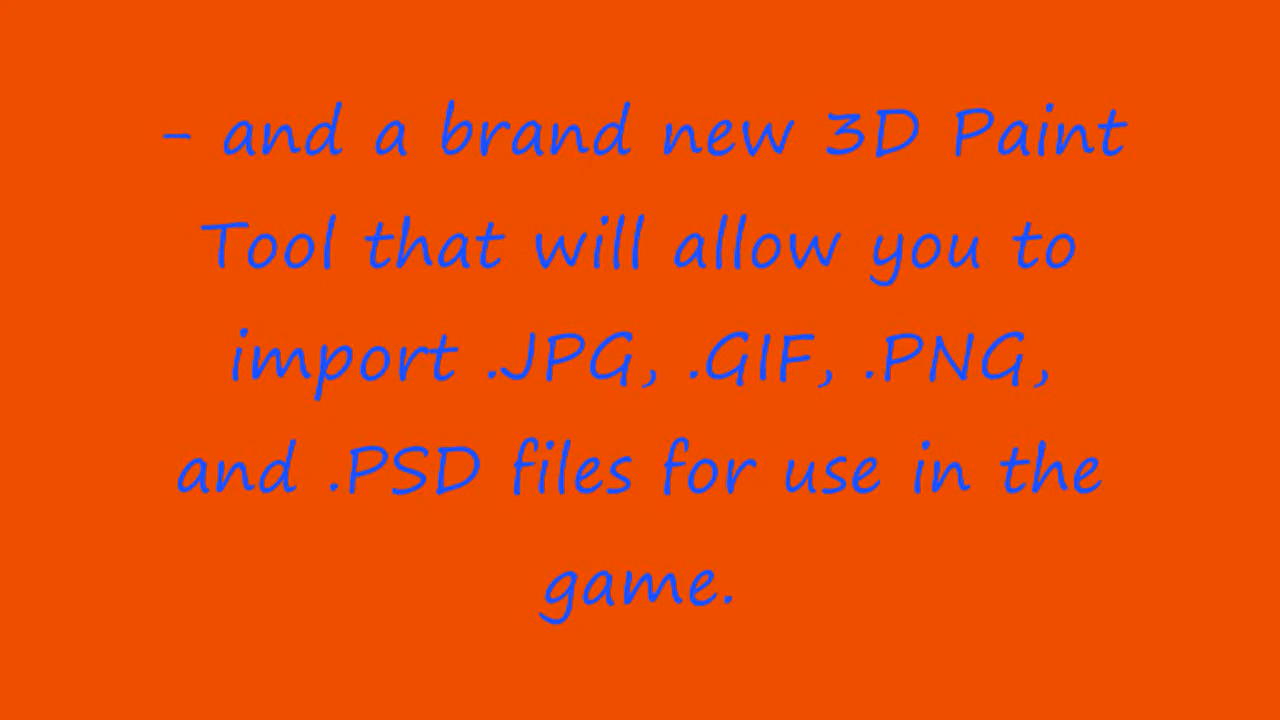 - and a brand new 3D Paint
Tool that will allow you to
import .JPG, .GIF, .PNG,
and .PSD files for use in the
game.